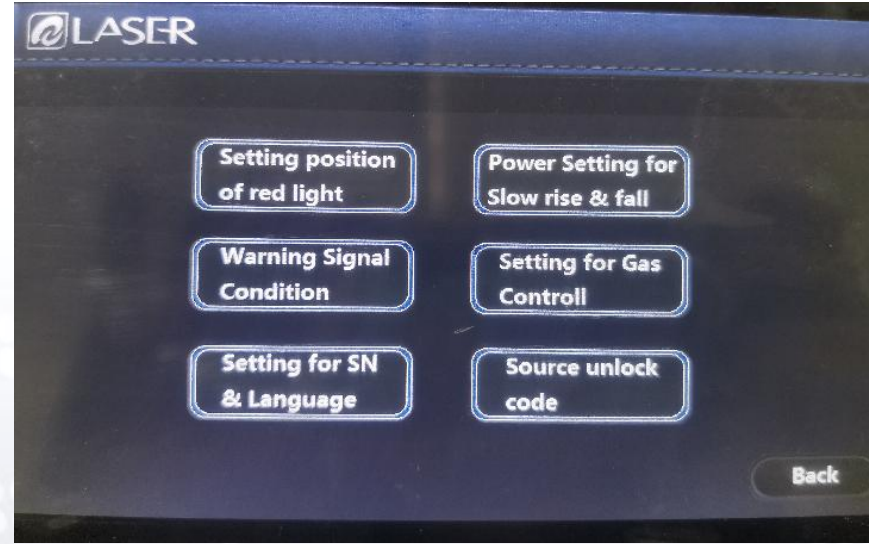 LASER
Setting position
of red light
Power Setting for
Slow rise & fall
Warning Signal
Condition
Setting for Gas
Controll
Setting for SN
& Language
Source unlock
code
Back